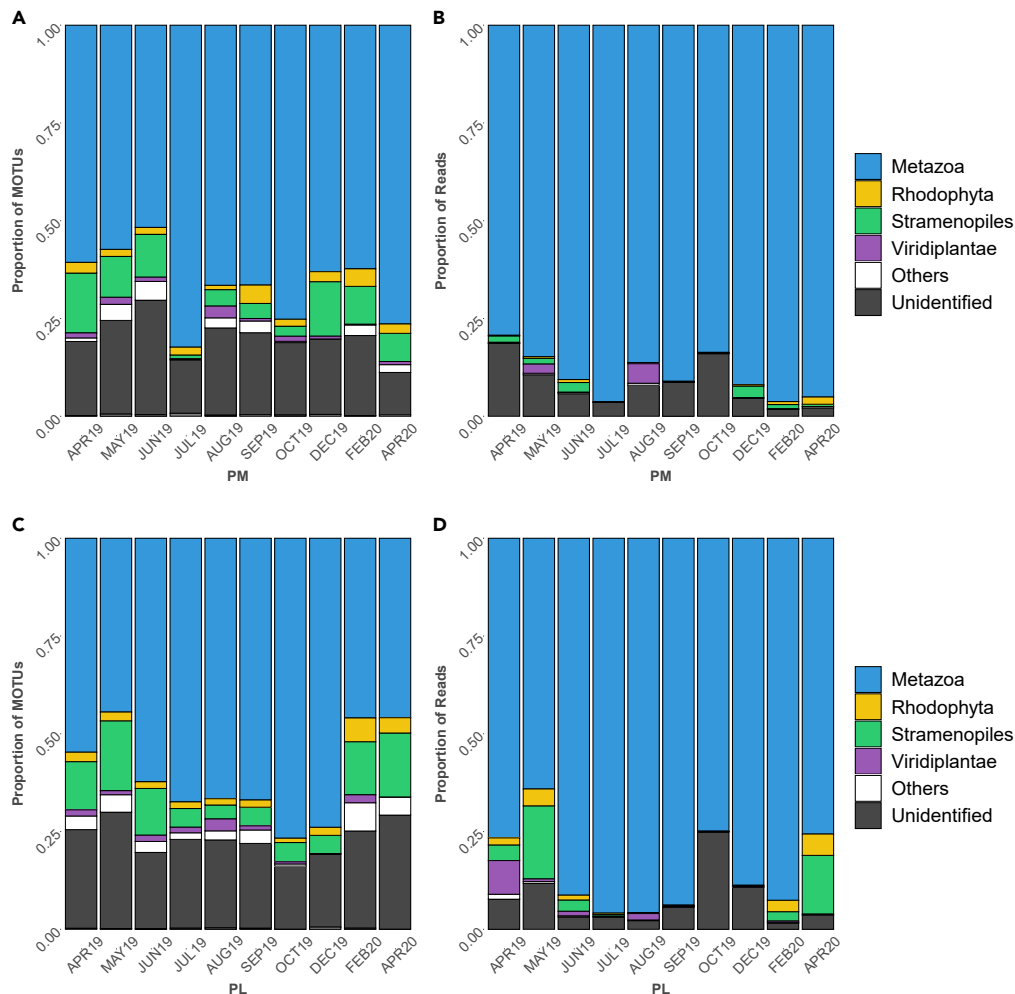 A
Proportion of MOTUs
1.00
0.75
0.50
0.25
0.00
APR19
MAY19
JUN19
JUL19
AUG19
SEP19
OCT19
DEC19
FEB20
APR20
PM
B
Proportion of Reads
1.00
0.75
0.50
0.25
0.00
APR19
MAY19
JUN19
JUL19
AUG19
SEP19
OCT19
DEC19
FEB20
APR20
PM
Metazoa
Rhodophyta
Stramenopiles
Viridiplantae
Others
Unidentified
C
Proportion of MOTUs
1.00
0.75
0.50
0.25
0.00
APR19
MAY19
JUN19
JUL19
AUG19
SEP19
OCT19
DEC19
FEB20
APR20
PL
D
Proportion of Reads
1.00
0.75
0.50
0.25
0.00
APR19
MAY19
JUN19
JUL19
AUG19
SEP19
OCT19
DEC19
FEB20
APR20
PL
Metazoa
Rhodophyta
Stramenopiles
Viridiplantae
Others
Unidentified